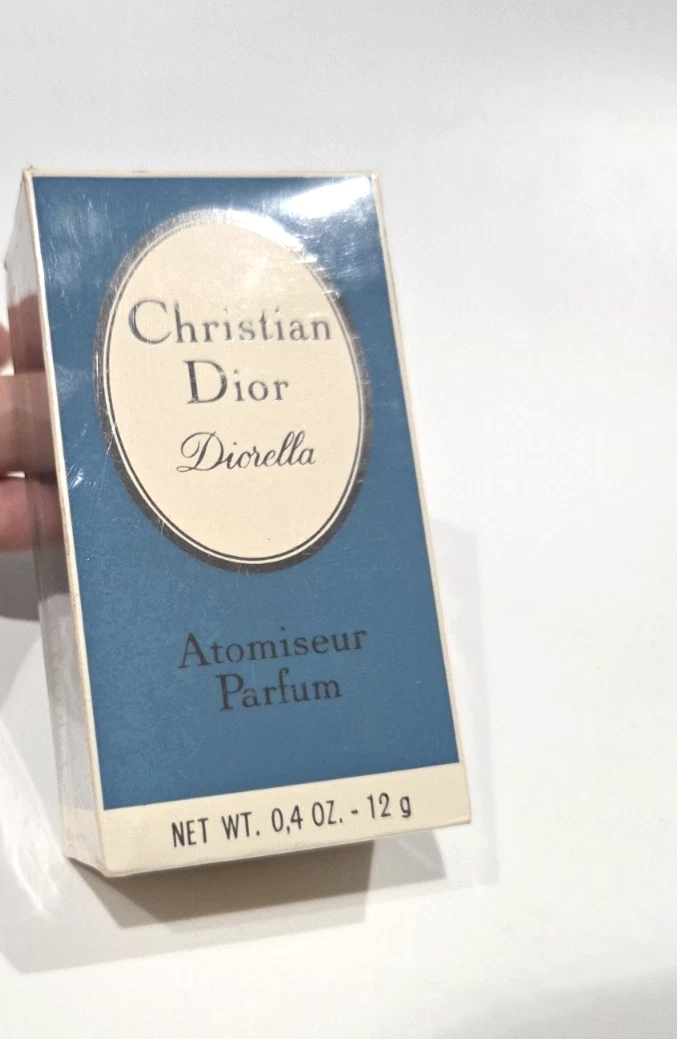 Christian
Dior
Diorella
Atomiseur
Parfum
NET WT. 0,4 OZ. - 12 g